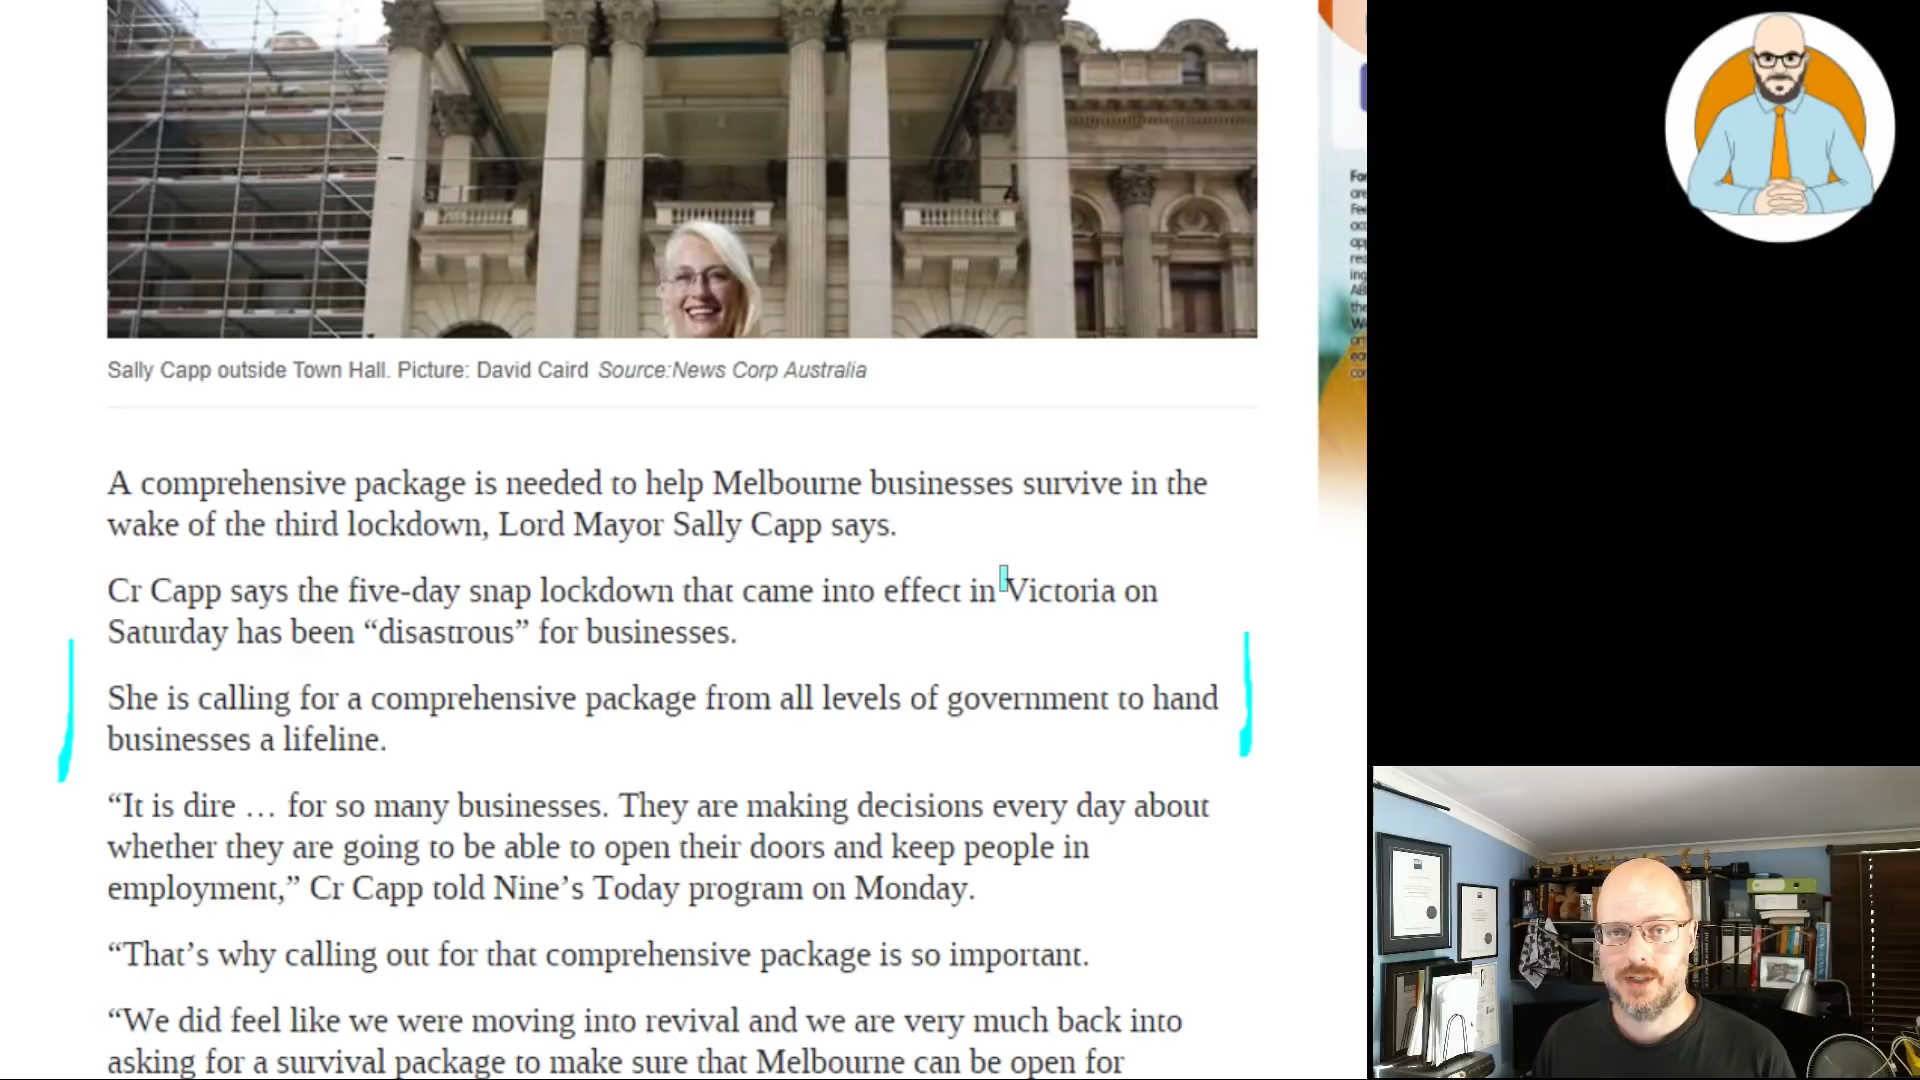 Sally Capp outside Town Hall. Picture: David Caird Source:News Corp Australia
A comprehensive package is needed to help Melbourne businesses survive in the
wake of the third lockdown, Lord Mayor Sally Capp says.
Cr Capp says the five-day snap lockdown that came into effect in Victoria on
Saturday has been “disastrous” for businesses.
She is calling for a comprehensive package from all levels of government to hand
businesses a lifeline.
“It is dire … for so many businesses. They are making decisions every day about
whether they are going to be able to open their doors and keep people in
employment,” Cr Capp told Nine’s Today program on Monday.
“That’s why calling out for that comprehensive package is so important.
“We did feel like we were moving into revival and we are very much back into
asking for a survival package to make sure that Melbourne can be open for